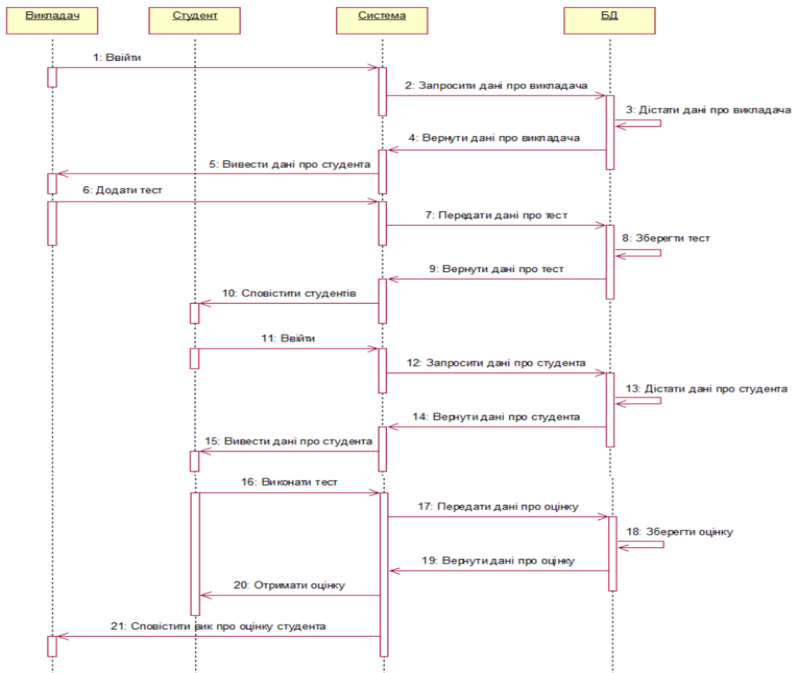 Викладач
Студент
Система
БД
1: Ввійти
2: Запросити дані про викладача
3: Дістати дані про викладача
4: Вернути дані про викладача
5: Вивести дані про студента
6: Додати тест
7: Передати дані про тест
8: Зберегти тест
9: Вернути дані про тест
10: Сповістити студентів
11: Ввійти
12: Запросити дані про студента
13: Дістати дані про студента
14: Вернути дані про студента
15: Вивести дані про студента
16: Виконати тест
17: Передати дані про оцінку
18: Зберегти оцінку
19: Вернути дані про оцінку
20: Отримати оцінку
21: Сповістити вик про оцінку студента